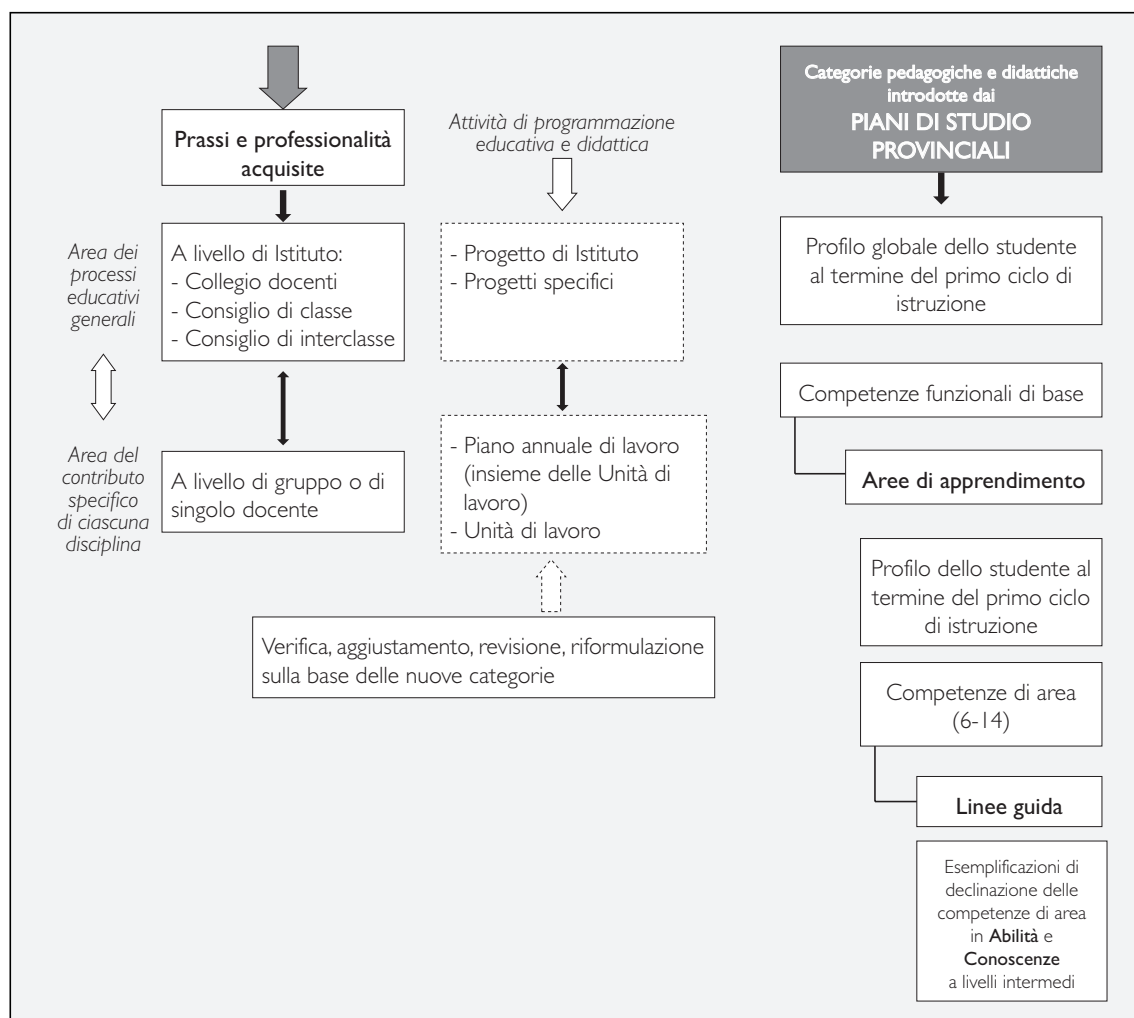 Prassi e professionalità
acquisite
Area dei
processi
educativi
generali
A livello di Istituto:
- Collegio docenti
- Consiglio di classe
- Consiglio di interclasse
Area del
contributo
specifico
di ciascuna
disciplina
A livello di gruppo o di
singolo docente
Attività di programmazione
educativa e didattica
- Progetto di Istituto
- Progetti specifici
- Piano annuale di lavoro
(insieme delle Unità di
lavoro)
- Unità di lavoro
Verifica, aggiustamento, revisione, riformulazione
sulla base delle nuove categorie
Categorie pedagogiche e didattiche
introdotte dai
PIANI DI STUDIO
PROVINCIALI
Profilo globale dello studente
al termine del primo ciclo di
istruzione
Competenze funzionali di base
Aree di apprendimento
Profilo dello studente al
termine del primo ciclo
di istruzione
Competenze di area
(6-14)
Linee guida
Esemplificazioni di
declinazione delle
competenze di area
in Abilità e
Conoscenze
a livelli intermedi